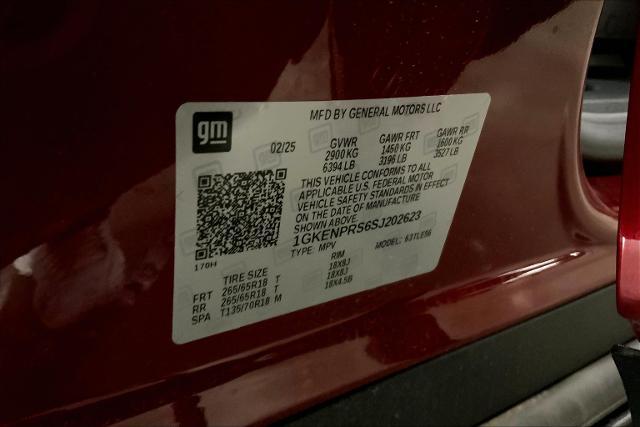 gm
MFD BY GENERAL MOTORS LLC
02/25 GVWR GAWR FRT GAWR RR
2900 KG 1450 KG 1600 KG
6394 LB 3196 LB 3527 LB
THIS VEHICLE CONFORMS TO ALL
APPLICABLE U.S. FEDERAL MOTOR
VEHICLE SAFETY STANDARDS IN EFFECT
ON THE DATE OF MANUFACTURE
SHOWN ABOVE.
1GKENPRS6SJ202623
TYPE: MPV MODEL: 63TLE56
170H
TIRE SIZE RIM
FRT 265/65R18 T 18X8J
RR 265/65R18 T 18X8J
SPA T135/70R18 M 18X4.5B